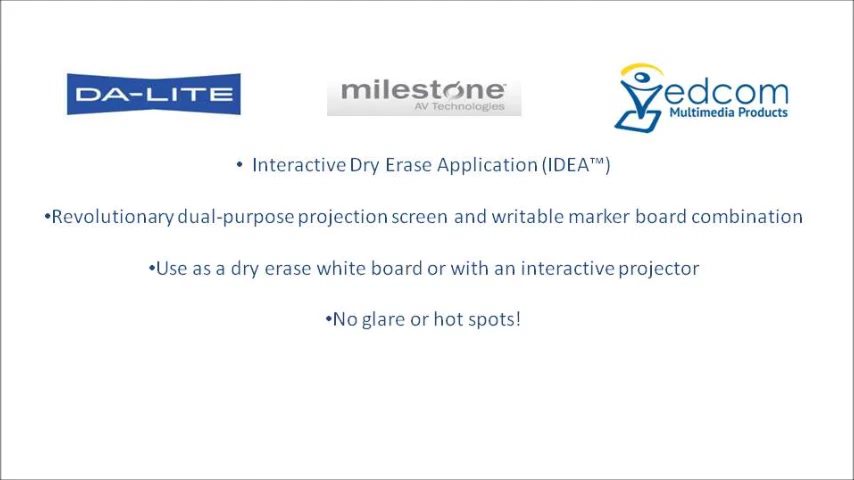 DA-LITE
milestone™
AV Technologies
edcom
Multimedia Products
• Interactive Dry Erase Application (IDEA™)
•Revolutionary dual-purpose projection screen and writable marker board combination
•Use as a dry erase white board or with an interactive projector
•No glare or hot spots!